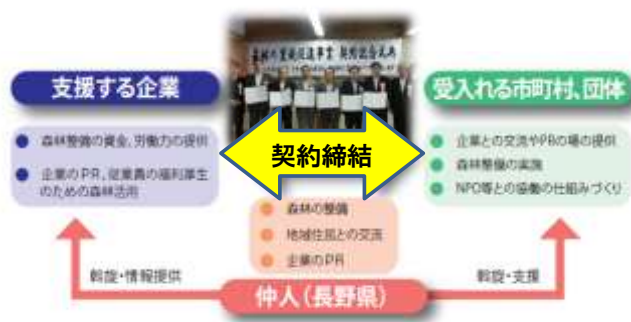 支援する企業
森林整備の資金、労働力の提供
企業のPR、従業員の福利厚生
のための森林活用
契約締結
受入れる市町村、団体
企業との交流やPRの場の提供
森林整備の実施
NPO等との協働の仕組みづくり
森林の整備
地域住民との交流
企業のPR
斡旋・情報提供
仲人（長野県）
斡旋・支援